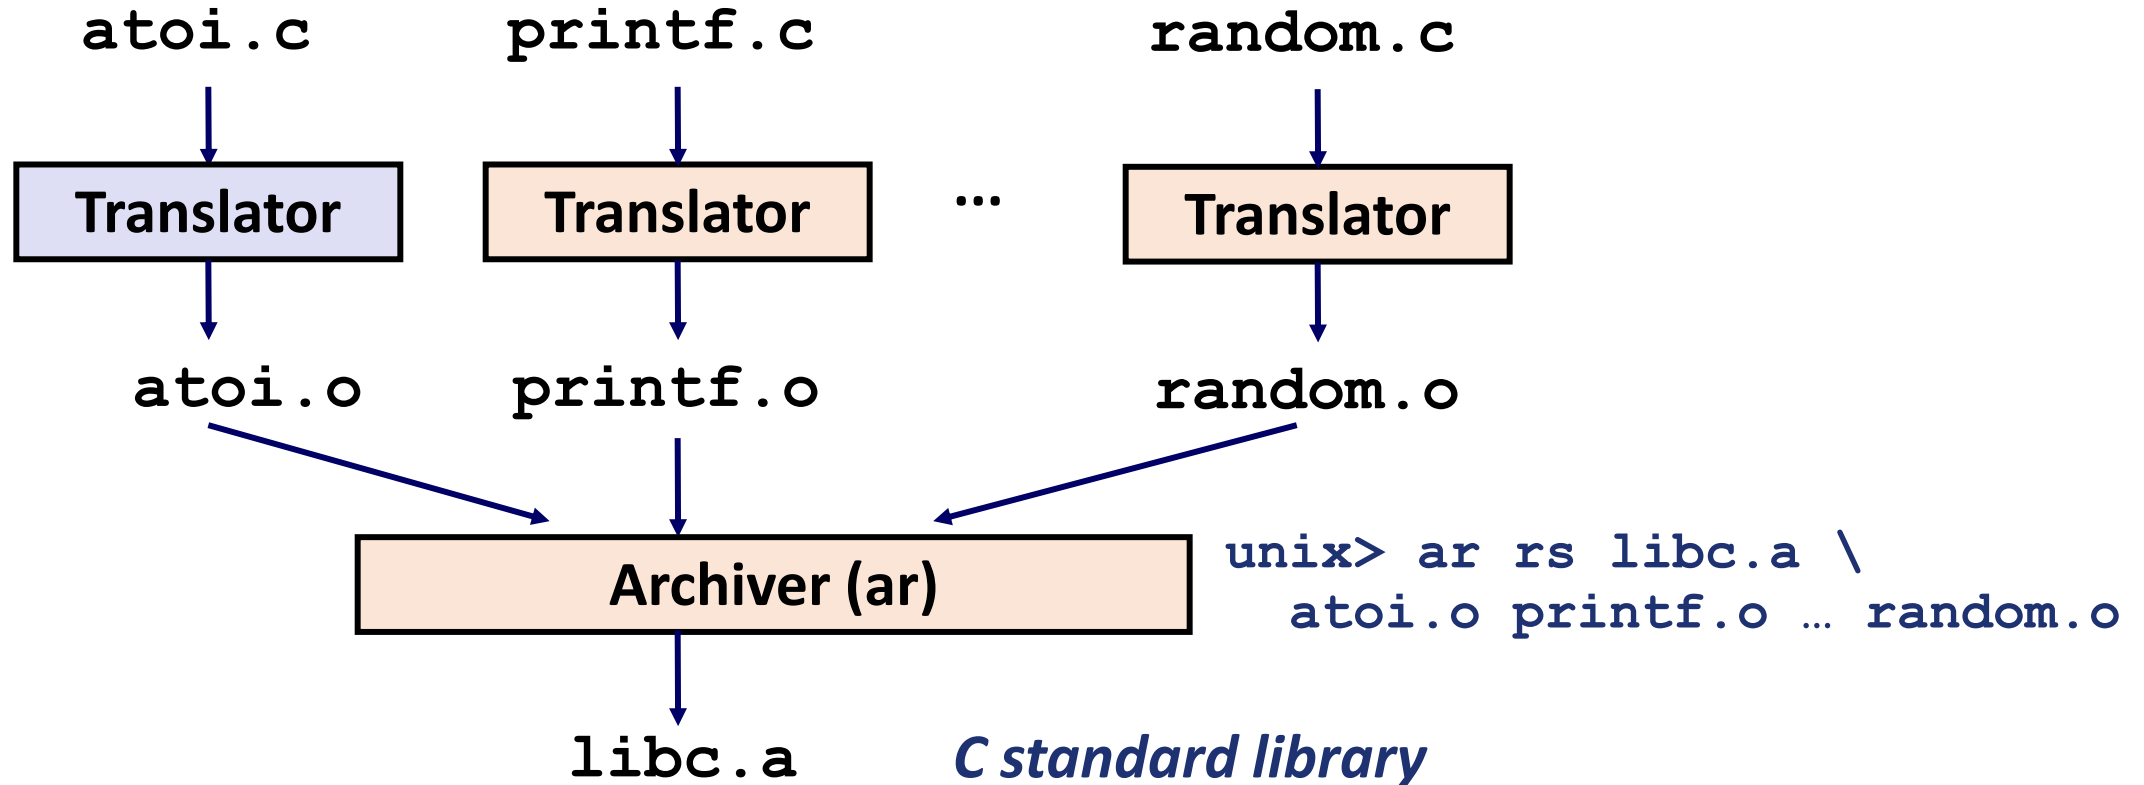 atoi.c printf.c random.c
Translator Translator ... Translator
atoi.o printf.o random.o
Archiver (ar)
unix> ar rs libc.a \
atoi.o printf.o … random.o
libc.a C standard library